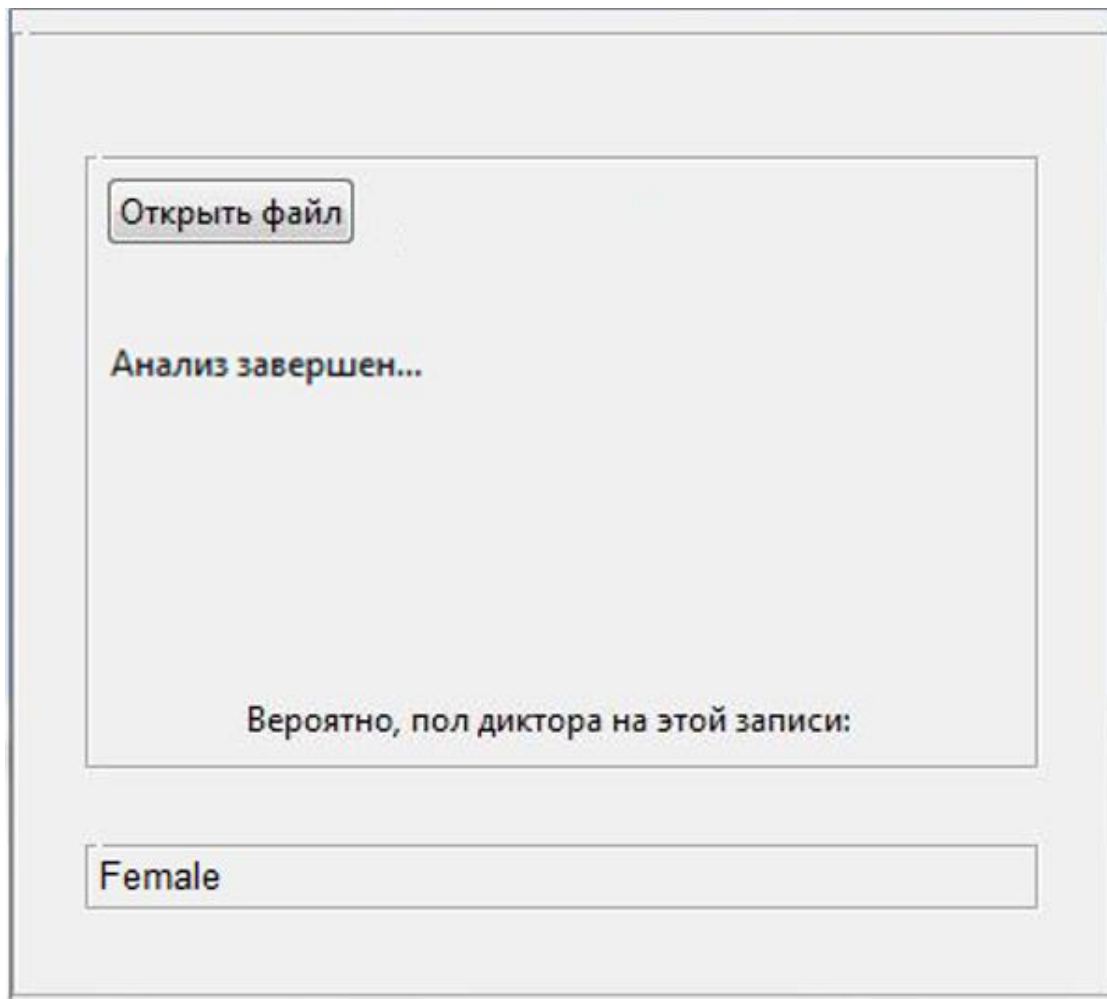 Открыть файл
Анализ завершен...
Вероятно, пол диктора на этой записи:
Female